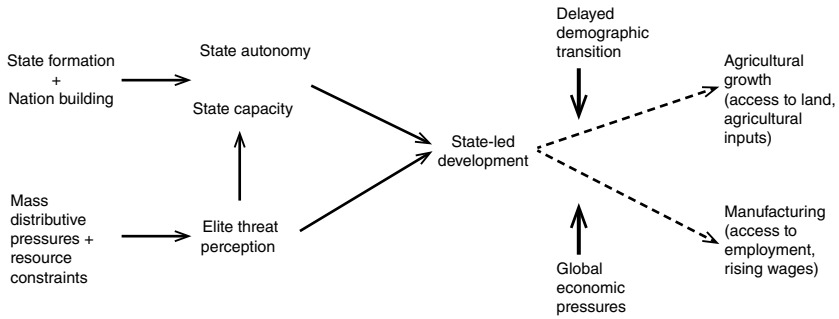 State formation
+
Nation building
State autonomy
State capacity
Mass
distributive
pressures +
resource
constraints
Elite threat
perception
State-led
development
Delayed
demographic
transition
Global
economic
pressures
Agricultural
growth
(access to land,
agricultural
inputs)
Manufacturing
(access to
employment,
rising wages)